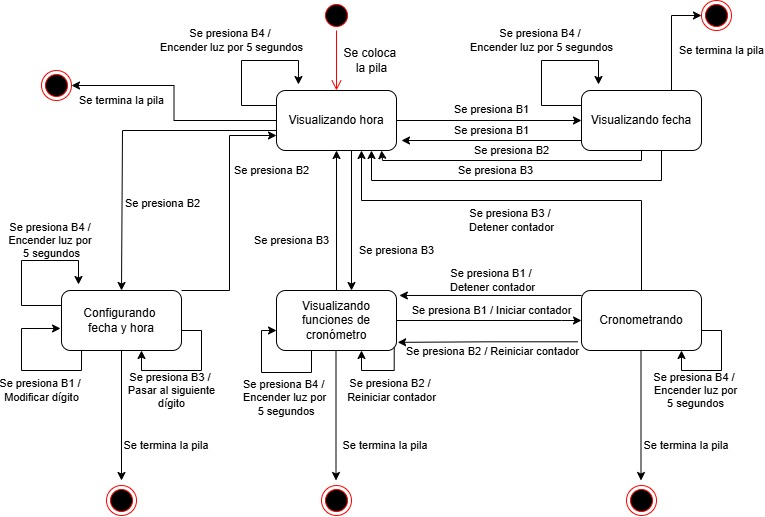 Se presiona B4 /
Encender luz por 5 segundos
Se coloca
la pila
Se presiona B4 /
Encender luz por 5 segundos
Se termina la pila
Se termina la pila
Visualizando hora
Se presiona B1
Visualizando fecha
Se presiona B1
Se presiona B2
Se presiona B3
Se presiona B2
Se presiona B2
Se presiona B3 /
Detener contador
Se presiona B4 /
Encender luz por
5 segundos
Se presiona B3
Se presiona B3
Se presiona B1 /
Detener contador
Configurando
fecha y hora
Visualizando
funciones de
cronómetro
Se presiona B1 / Iniciar contador
Cronometrando
Se presiona B2 / Reiniciar contador
Se presiona B1 /
Modificar dígito
Se presiona B3 /
Pasar al siguiente
dígito
Se presiona B4 /
Encender luz por
5 segundos
Se presiona B2 /
Reiniciar contador
Se presiona B4 /
Encender luz por
5 segundos
Se termina la pila
Se termina la pila
Se termina la pila